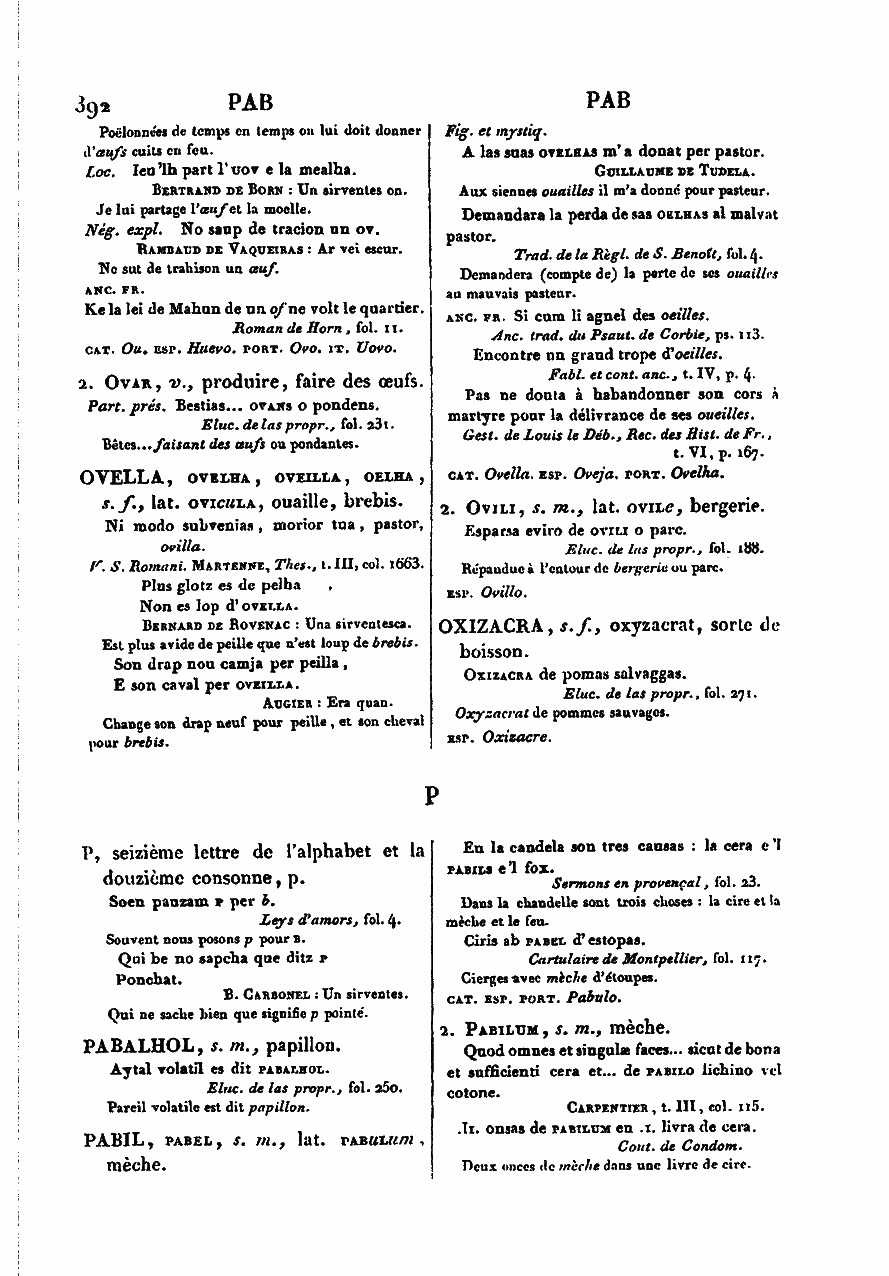 392 PAB PAB
Poëlonnées de temps en temps on lui doit donner
d'œufs cuits en feu.
Loc. Ieu 'lh part l'uov e la mealha.
BERTRAND DE BORN : Un sirventes on.
Je lui partage l'œuf et la moelle.
Nég. expl. No saup de tracion un ov.
RAMBAUD DE VAQUEIRAS : Ar vei escur.
Ne sut de trahison un œuf.
ANC. FR.
Ke la lei de Mahun de un of ne volt le quartier.
Roman de Horn, fol. 11.
CAT. Ou. ESP. Huevo. PORT. Ovo. IT. Uovo.
2. OVAR, v., produire, faire des œufs.
Part. prés. Bestias... OVANS o pondens.
Eluc. de las propr., fol. 231.
Bêtes... faisant des œufs ou pondantes.
OVELLA, OVELHA, OVEILLA, OELHA,
s. f., lat. OVICULA, ouaille, brebis.
Ni modo subvenias, morior tua, pastor,
ovilla.
V. S. Romani. MARTENNE, Thes., t. III, col. 1663.
Plus glotz es de pelha
Non es lop d'OVELLA.
BERNARD DE ROVENAC : Una sirventesca.
Est plus avide de peille que n'est loup de brebis.
Son drap nou camja per peilla,
E son caval per OVEILLA.
AUGIER : Era quan.
Change son drap neuf pour peille, et son cheval
pour brebis.
Fig. et mystiq.
A las suas OVELHAS m'a donat per pastor.
GUILLAUME DE TUDELA.
Aux siennes ouailles il m'a donné pour pasteur.
Demandara la perda de sas OELHAS al malvat
pastor.
Trad. de la Règl. de S. Benoît, fol. 4.
Demandera (compte de) la perte de ses ouailles
au mauvais pasteur.
ANC. FR. Si cum li agnel des oeilles.
Anc. trad. du Psaut. de Corbie, ps. 113.
Encontre un grand trope d'oeilles.
Fabl. et cont. anc., t. IV, p. 4.
Pas ne douta à habandonner son cors à
martyre pour la délivrance de ses oueilles.
Gest. de Louis le Déb., Rec. des Hist. de Fr.,
t. VI, p. 167.
CAT. Ovella. ESP. Oveja. PORT. Ovelha.
2. OVILI, s. m., lat. OVILe, bergerie.
Esparsa eviro de OVILI o parc.
Eluc. de las propr., fol. 188.
Répandue à l'entour de bergerie ou parc.
ESP. Ovillo.
OXIZACRA, s. f., oxyzacrat, sorte de
boisson.
OXIZACRA de pomas salvaggas.
Eluc. de las propr., fol. 271.
Oxyzacrat de pommes sauvages.
ESP. Oxizacre.
P
P, seizième lettre de l'alphabet et la
douzième consonne, p.
Soen pauzam P per b.
Leys d'amors, fol. 4.
Souvent nous posons p pour B.
Qui be no sapcha que ditz P
Ponchat.
B. CARBONEL : Un sirventes.
Qui ne sache bien que signifie p pointé.
PABALHOL, s. m., papillon.
Aytal volatil es dit PABALHOL.
Eluc. de las propr., fol. 250.
Pareil volatile est dit papillon.
PABIL, PABEL, s. m., lat. PABULum,
mèche.
En la candela son tres causas : la cera e 'l
PABILS e 'l fox.
Sermons en provençal, fol. 23.
Dans la chandelle sont trois choses : la cire et la
mèche et le feu.
Ciris ab PABEL d'estopas.
Cartulaire de Montpellier, fol. 117.
Cierges avec mèche d'étoupes.
CAT. ESP. PORT. Pabulo.
2. PABILUM, s. m., mèche.
Quod omnes et singulæ faces... sicut de bona
et sufficienti cera et... de PABILO lichino vel
cotone.
CARPENTIER, t. III, col. 115.
.II. onsas de PABILUM en .I. livra de cera.
Cout. de Condom.
Deux onces de mèche dans une livre de cire.